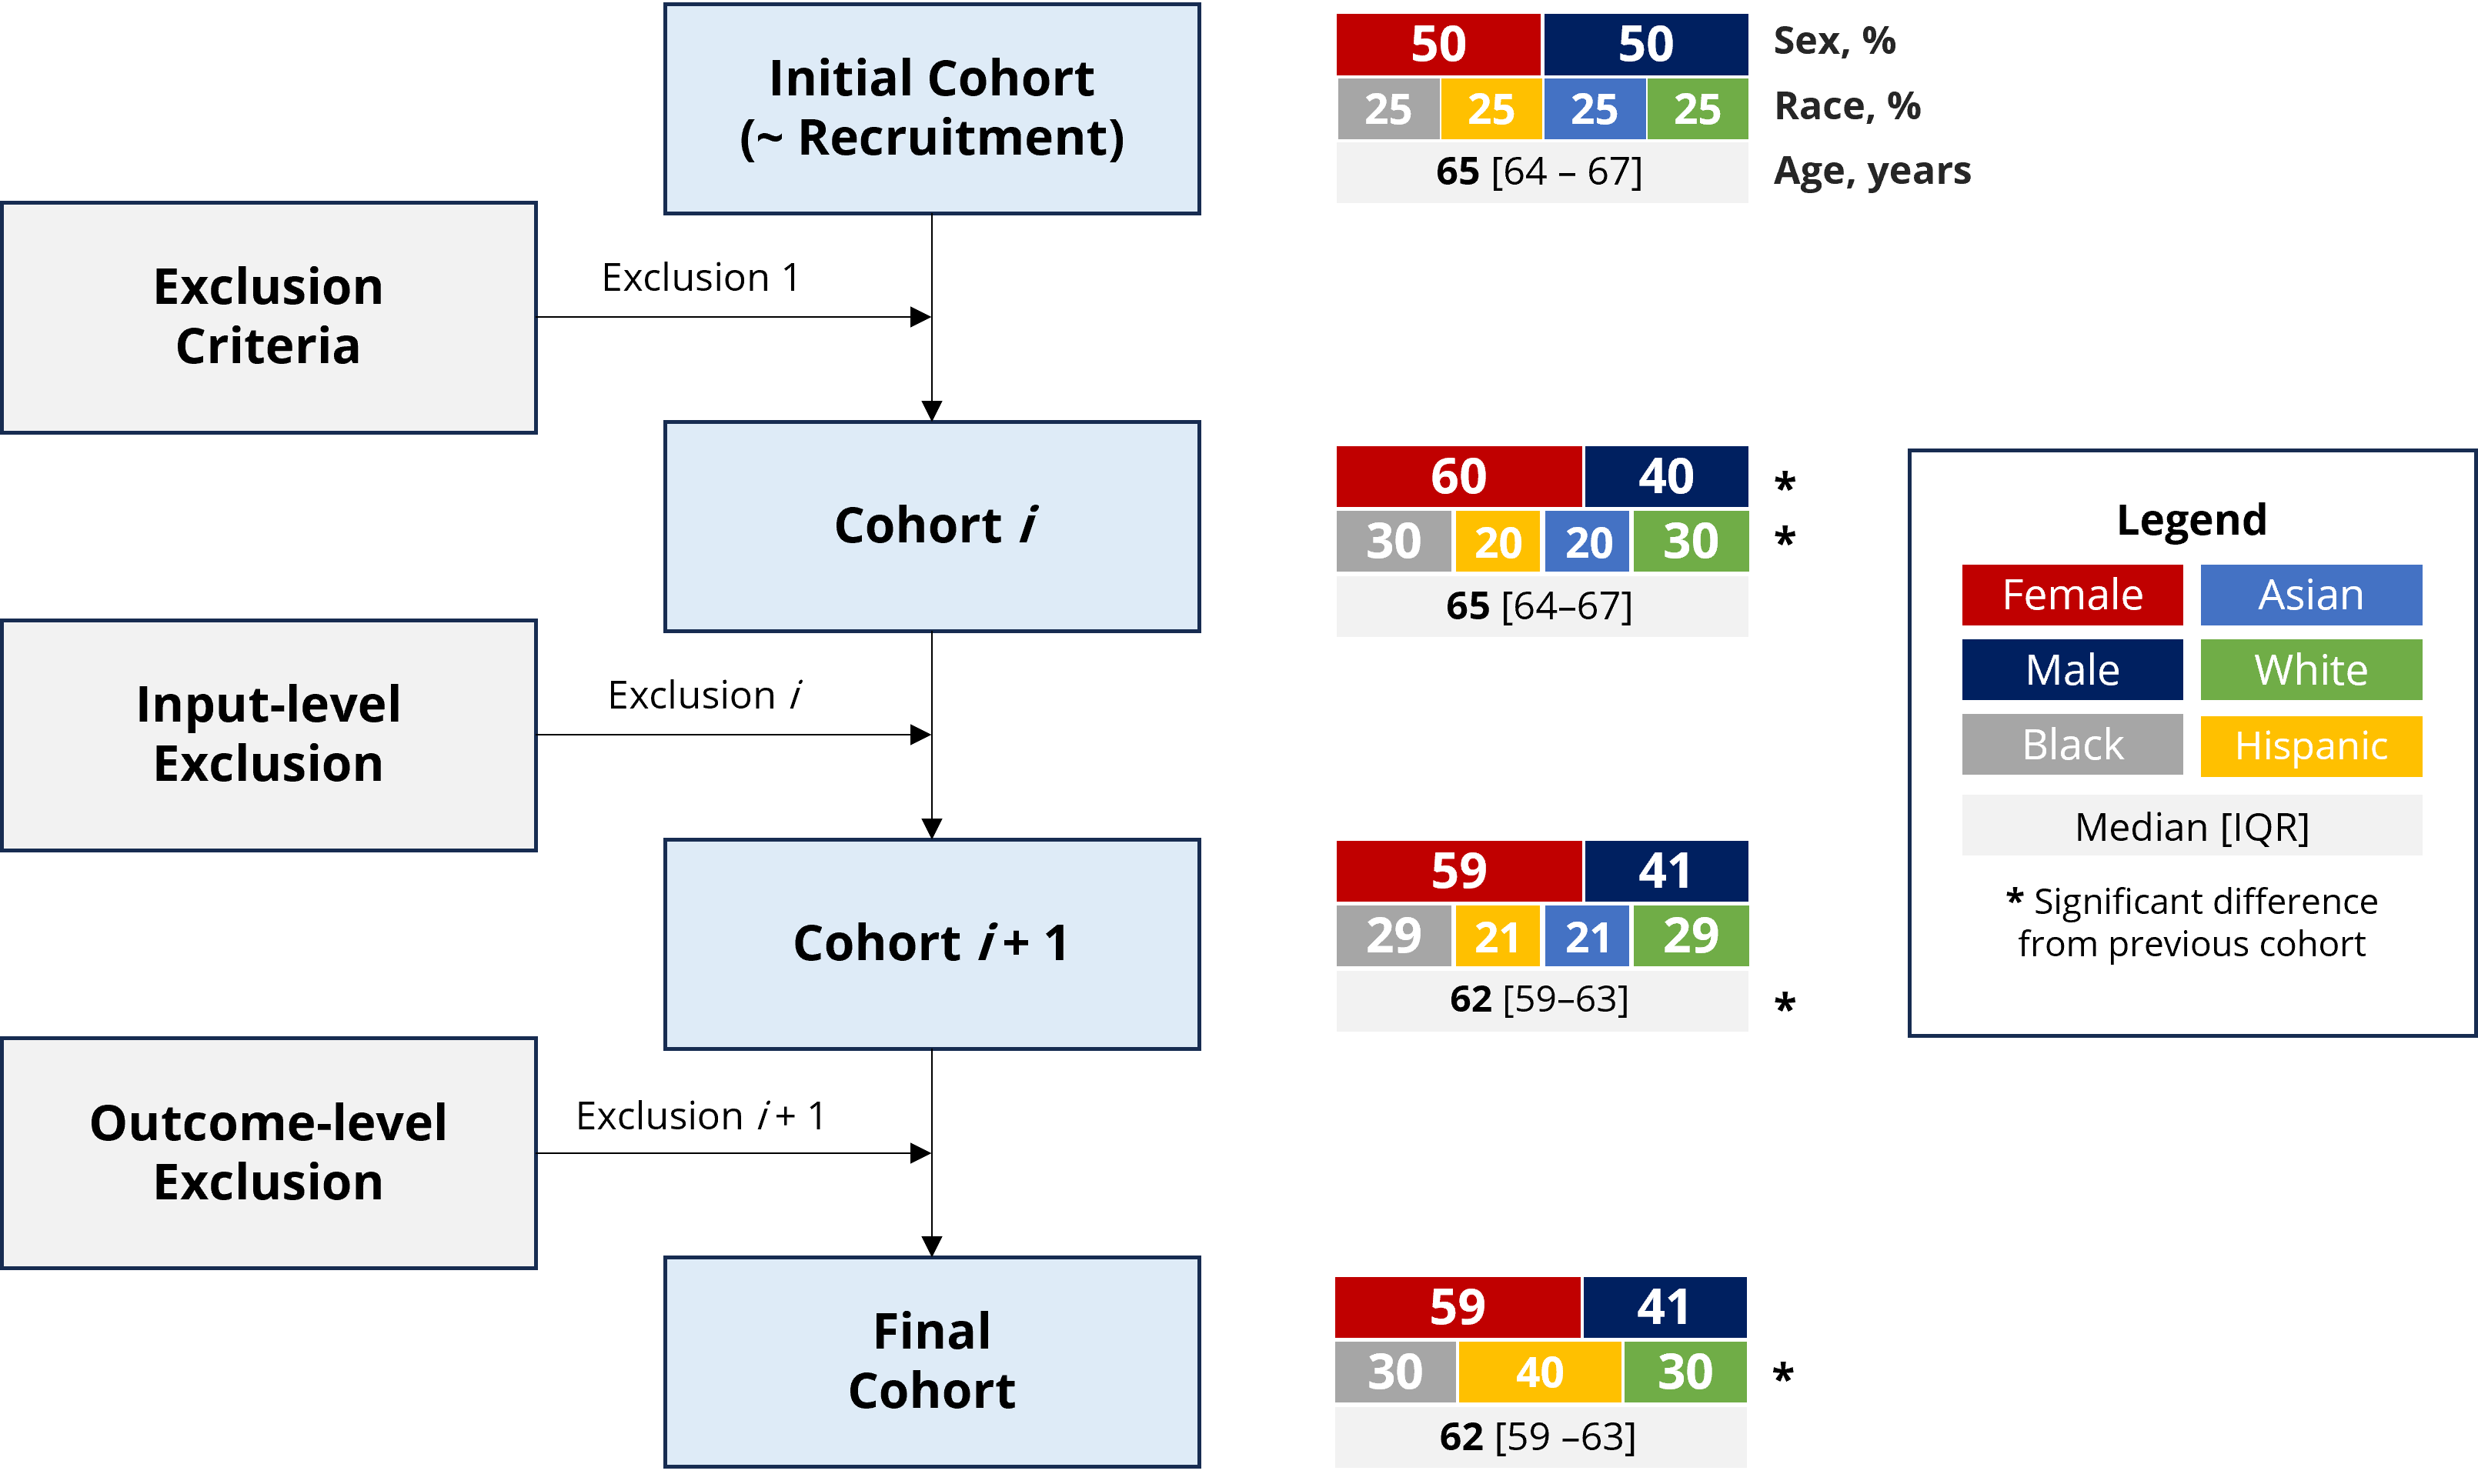 Initial Cohort
(~ Recruitment)
50 50 Sex, %
25 25 25 25 Race, %
65 [64 – 67] Age, years
Exclusion
Criteria
Exclusion 1
Cohort i
60 40 *
30 20 20 30 *
65 [64–67]
Input-level
Exclusion
Exclusion i
Cohort i + 1
59 41
29 21 21 29
62 [59–63] *
Outcome-level
Exclusion
Exclusion i + 1
Final
Cohort
59 41
30 40 30 *
62 [59 –63]
Legend
Female Asian
Male White
Black Hispanic
Median [IQR]
* Significant difference
from previous cohort